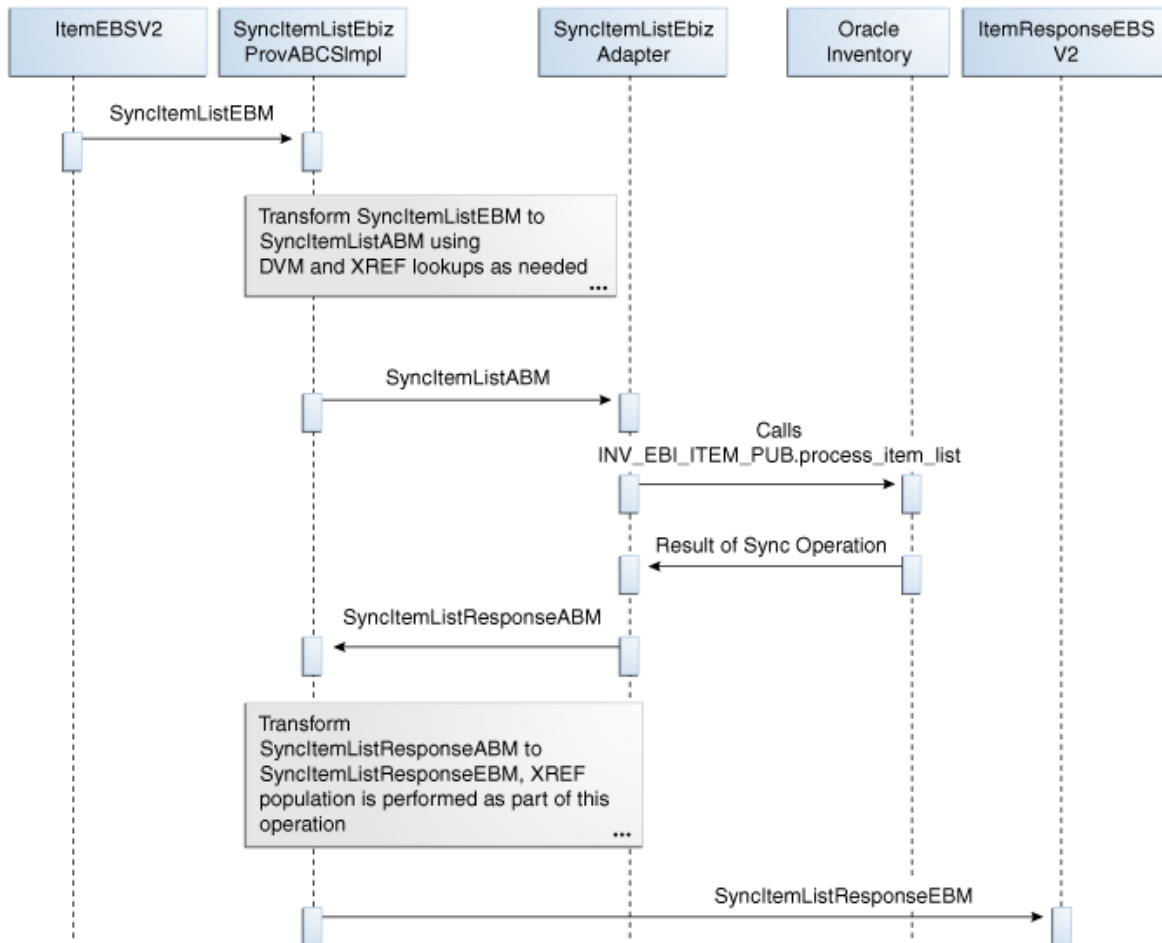 ItemEBSV2
SyncItemListEbiz
ProvABCSImpl
SyncItemListEbiz
Adapter
Oracle
Inventory
ItemResponseEBS
V2
SyncItemListEBM
Transform SyncItemListEBM to
SyncItemListABM using
DVM and XREF lookups as needed
...
SyncItemListABM
Calls
INV_EBI_ITEM_PUB.process_item_list
Result of Sync Operation
SyncItemListResponseABM
Transform
SyncItemListResponseABM to
SyncItemListResponseEBM, XREF
population is performed as part of this
operation
...
SyncItemListResponseEBM